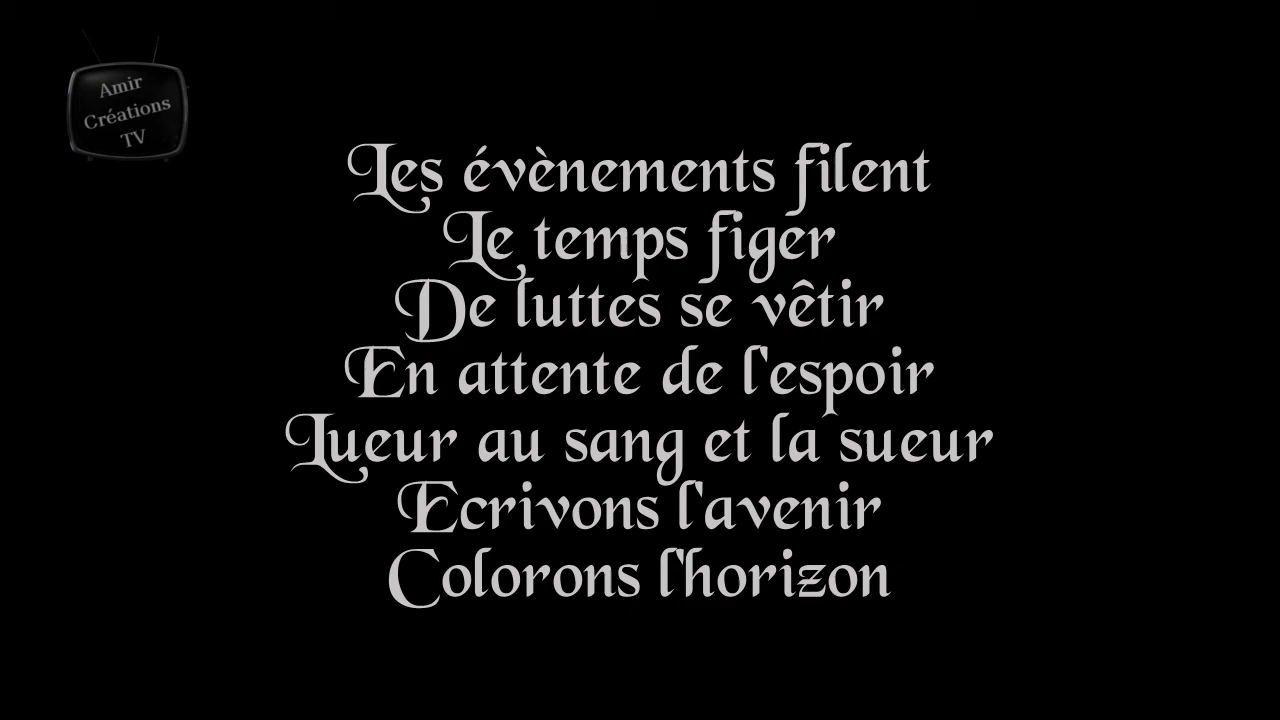 Amir
Créations
TV
Les évènements filent
Le temps figer
De luttes se vêtir
En attente de l'espoir
Lueur au sang et la sueur
Ecrivons l'avenir
Colorons l'horizon